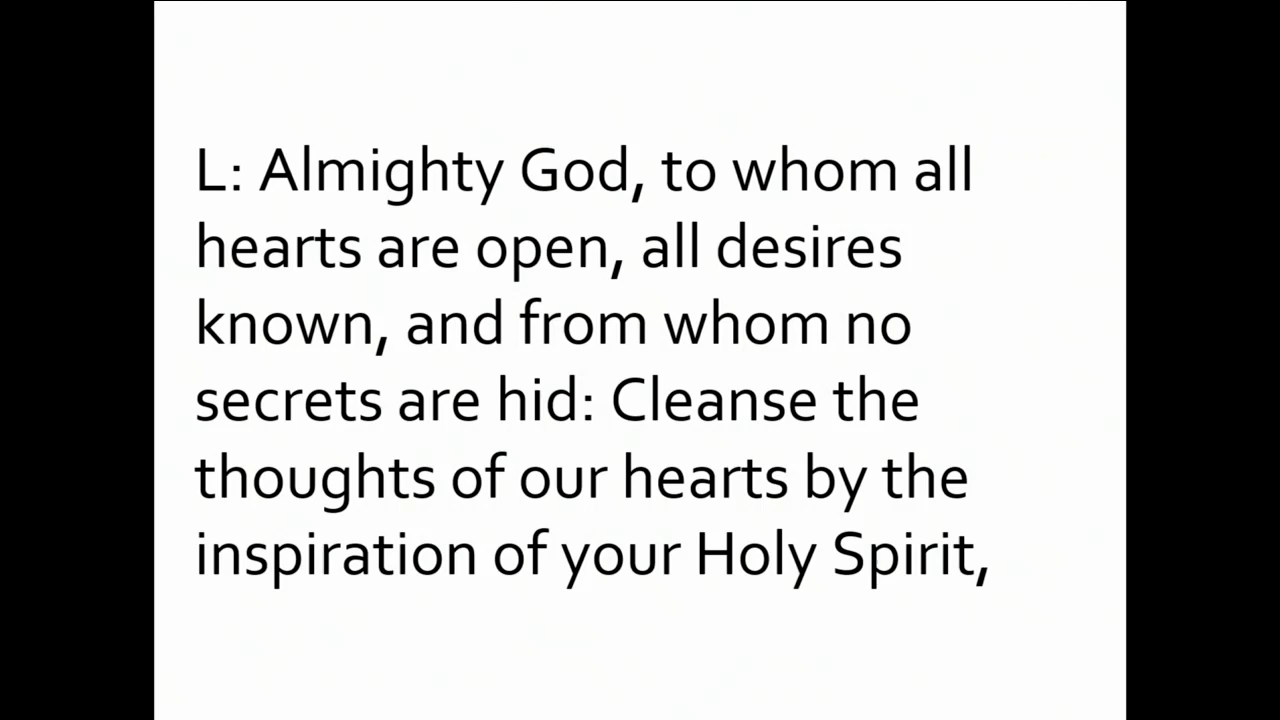 L: Almighty God, to whom all
hearts are open, all desires
known, and from whom no
secrets are hid: Cleanse the
thoughts of our hearts by the
inspiration of your Holy Spirit,